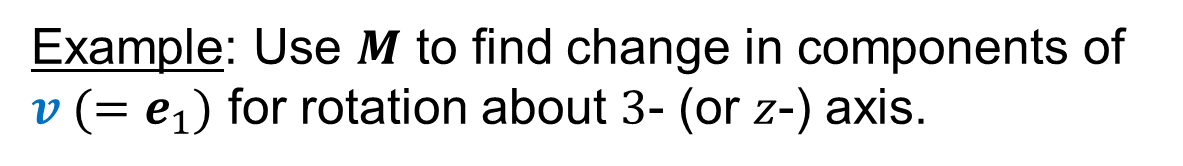 Example: Use M to find change in components of
v (= e₁) for rotation about 3- (or z-) axis.